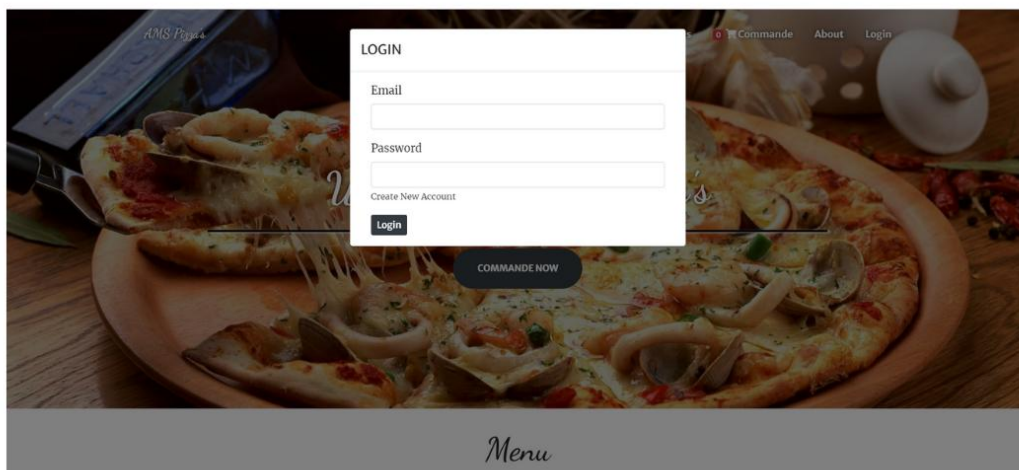 AMS Pizzas
0 Commande About Login
LOGIN
Email
Password
Create New Account
Login
COMMANDE NOW
Menu